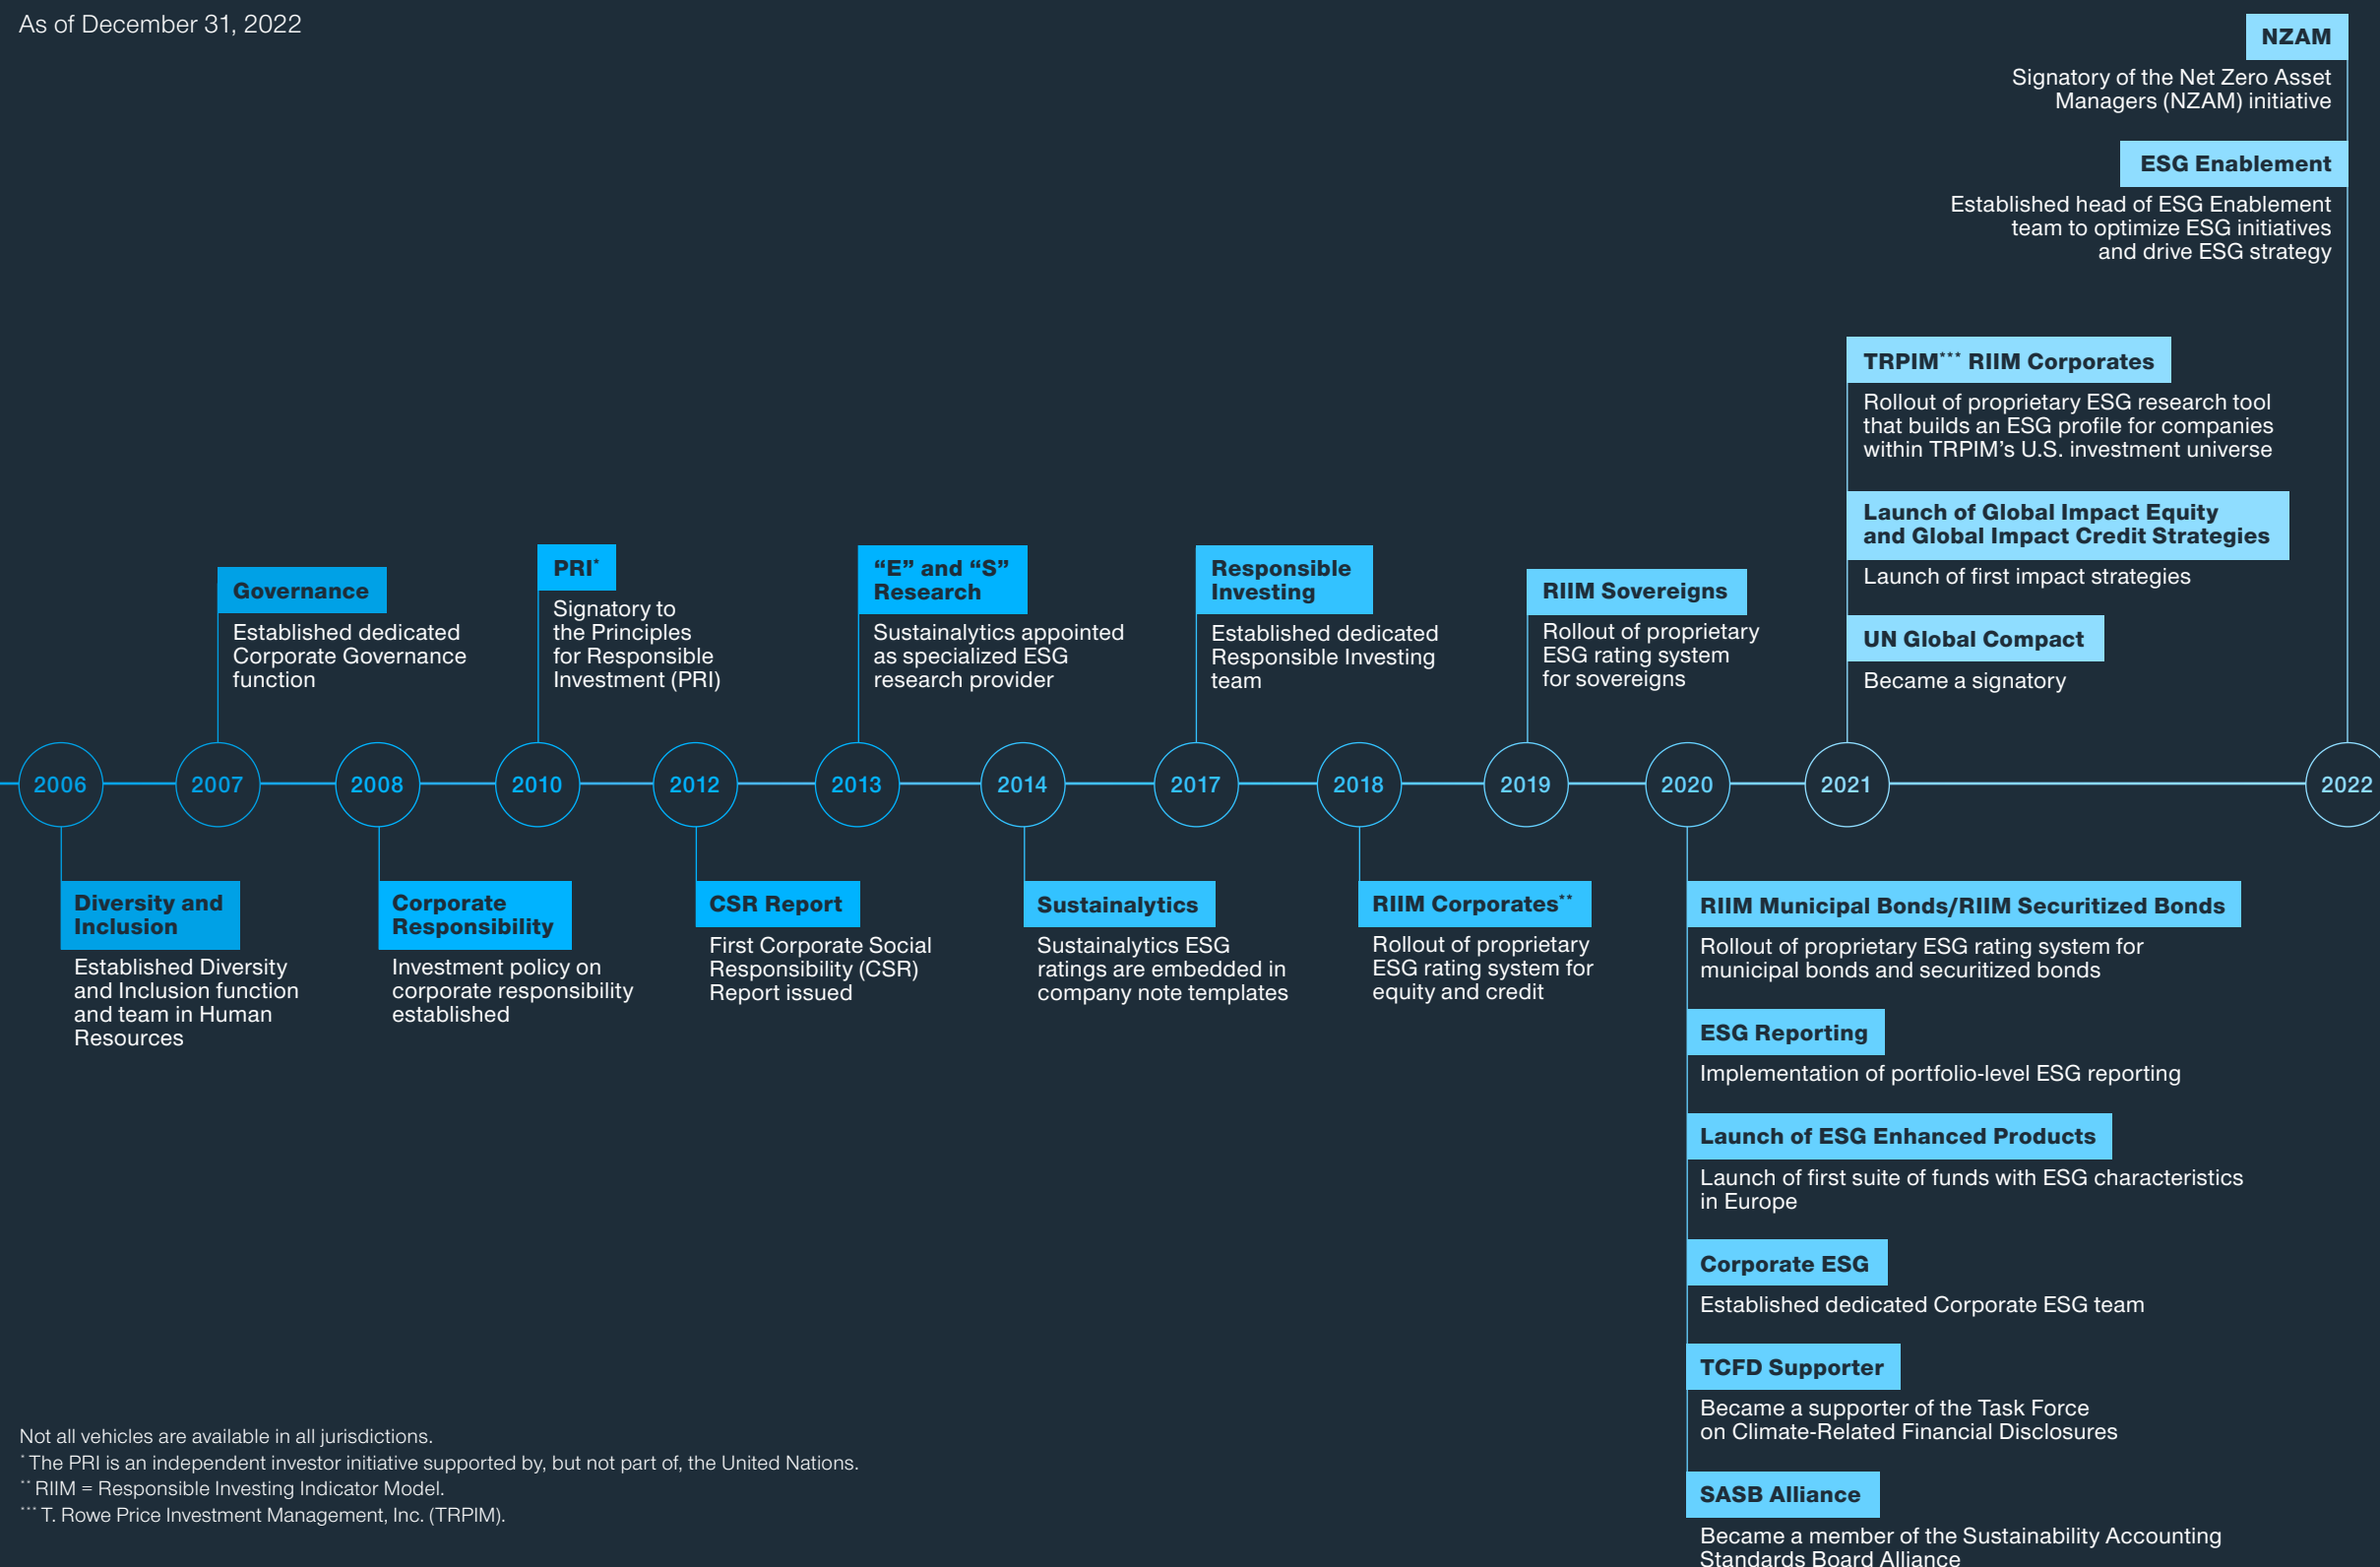 As of December 31, 2022
NZAM
Signatory of the Net Zero Asset
Managers (NZAM) initiative
ESG Enablement
Established head of ESG Enablement
team to optimize ESG initiatives
and drive ESG strategy
TRPIM*** RIIM Corporates
Rollout of proprietary ESG research tool
that builds an ESG profile for companies
within TRPIM’s U.S. investment universe
Launch of Global Impact Equity
and Global Impact Credit Strategies
Launch of first impact strategies
UN Global Compact
Became a signatory
Governance
Established dedicated
Corporate Governance
function
PRI*
Signatory to
the Principles
for Responsible
Investment (PRI)
“E” and “S”
Research
Sustainalytics appointed
as specialized ESG
research provider
Responsible
Investing
Established dedicated
Responsible Investing
team
RIIM Sovereigns
Rollout of proprietary
ESG rating system
for sovereigns
2006
2007
2008
2010
2012
2013
2014
2017
2018
2019
2020
2021
2022
Diversity and
Inclusion
Established Diversity
and Inclusion function
and team in Human
Resources
Corporate
Responsibility
Investment policy on
corporate responsibility
established
CSR Report
First Corporate Social
Responsibility (CSR)
Report issued
Sustainalytics
Sustainalytics ESG
ratings are embedded in
company note templates
RIIM Corporates**
Rollout of proprietary
ESG rating system for
equity and credit
RIIM Municipal Bonds/RIIM Securitized Bonds
Rollout of proprietary ESG rating system for
municipal bonds and securitized bonds
ESG Reporting
Implementation of portfolio-level ESG reporting
Launch of ESG Enhanced Products
Launch of first suite of funds with ESG characteristics
in Europe
Corporate ESG
Established dedicated Corporate ESG team
TCFD Supporter
Became a supporter of the Task Force
on Climate-Related Financial Disclosures
SASB Alliance
Became a member of the Sustainability Accounting
Standards Board Alliance
Not all vehicles are available in all jurisdictions.
* The PRI is an independent investor initiative supported by, but not part of, the United Nations.
** RIIM = Responsible Investing Indicator Model.
*** T. Rowe Price Investment Management, Inc. (TRPIM).